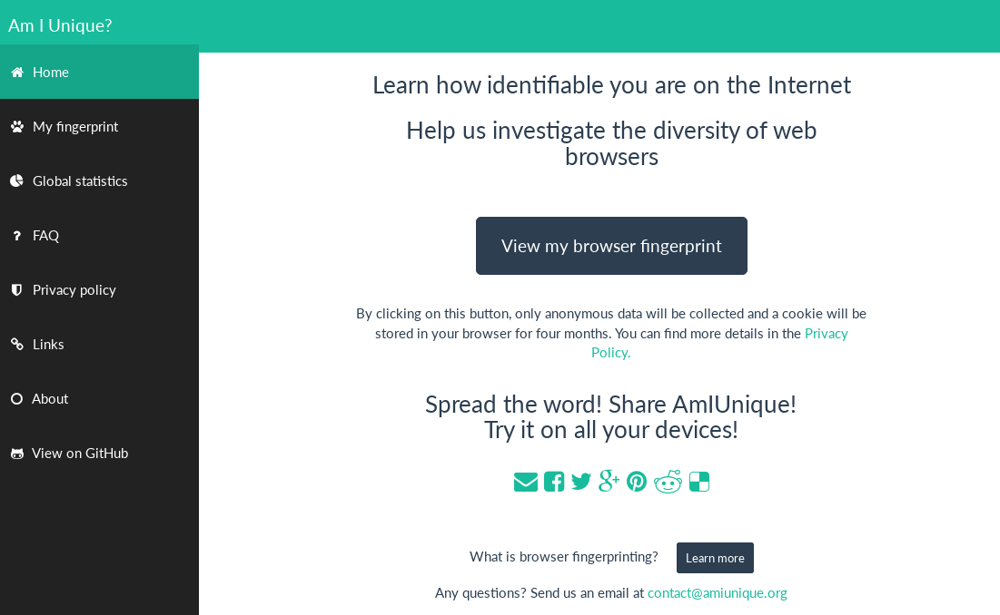 Am I Unique?
Home
My fingerprint
Global statistics
FAQ
Privacy policy
Links
About
View on GitHub
Learn how identifiable you are on the Internet
Help us investigate the diversity of web
browsers
View my browser fingerprint
By clicking on this button, only anonymous data will be collected and a cookie will be
stored in your browser for four months. You can find more details in the Privacy
Policy.
Spread the word! Share AmIUnique!
Try it on all your devices!
What is browser fingerprinting? Learn more
Any questions? Send us an email at contact@amiunique.org